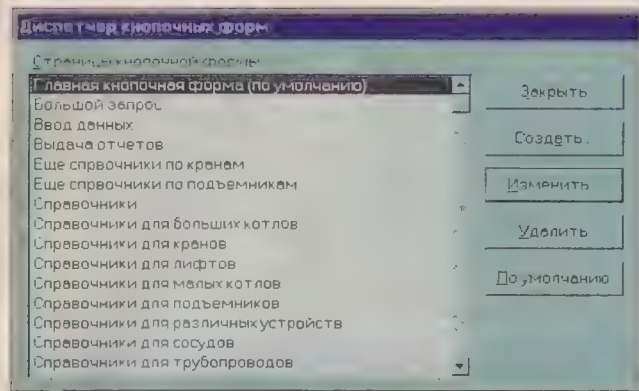 Диспетчер кнопочных форм
Страницы кнопочной формы:
Главная кнопочная форма (по умолчанию)
Большой запрос
Ввод данных
Выдача отчетов
Еще спрвочники по кранам
Еще спрвочники по подъемникам
Справочники
Справочники для больших котлов
Справочники для кранов
Справочники для лифтов
Справочники для малых котлов
Справочники для подъемников
Справочники для различных устройств
Справочники для сосудов
Справочники для трубопроводов
Закрыть
Создать...
Изменить
Удалить
По умолчанию